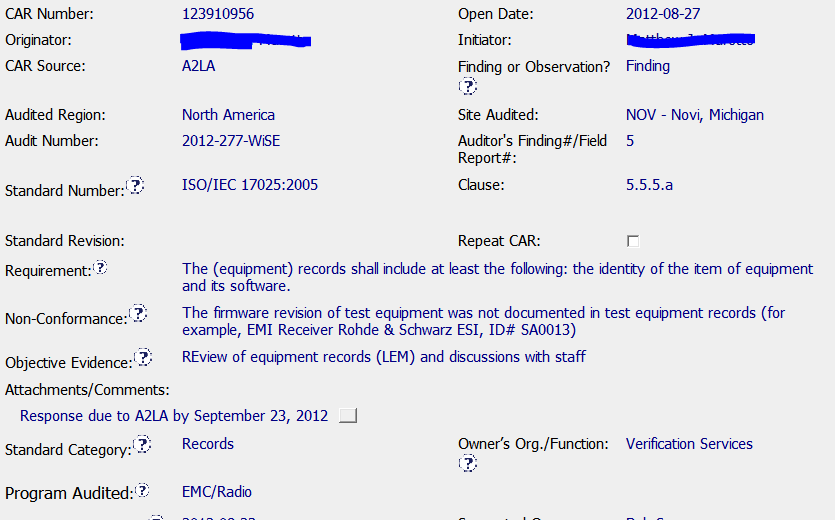 CAR Number: 123910956 Open Date: 2012-08-27
Originator: Initiator:
CAR Source: A2LA Finding or Observation? Finding
?
Audited Region: North America Site Audited: NOV - Novi, Michigan
Audit Number: 2012-277-WiSE Auditor's Finding#/Field 5
Report#:
Standard Number: ? ISO/IEC 17025:2005 Clause: 5.5.5.a
Standard Revision: Repeat CAR:
Requirement: ? The (equipment) records shall include at least the following: the identity of the item of equipment
and its software.
Non-Conformance: ? The firmware revision of test equipment was not documented in test equipment records (for
example, EMI Receiver Rohde & Schwarz ESI, ID# SA0013)
Objective Evidence: ? REview of equipment records (LEM) and discussions with staff
Attachments/Comments:
Response due to A2LA by September 23, 2012
Standard Category: ? Records Owner's Org./Function: Verification Services
?
Program Audited: ? EMC/Radio